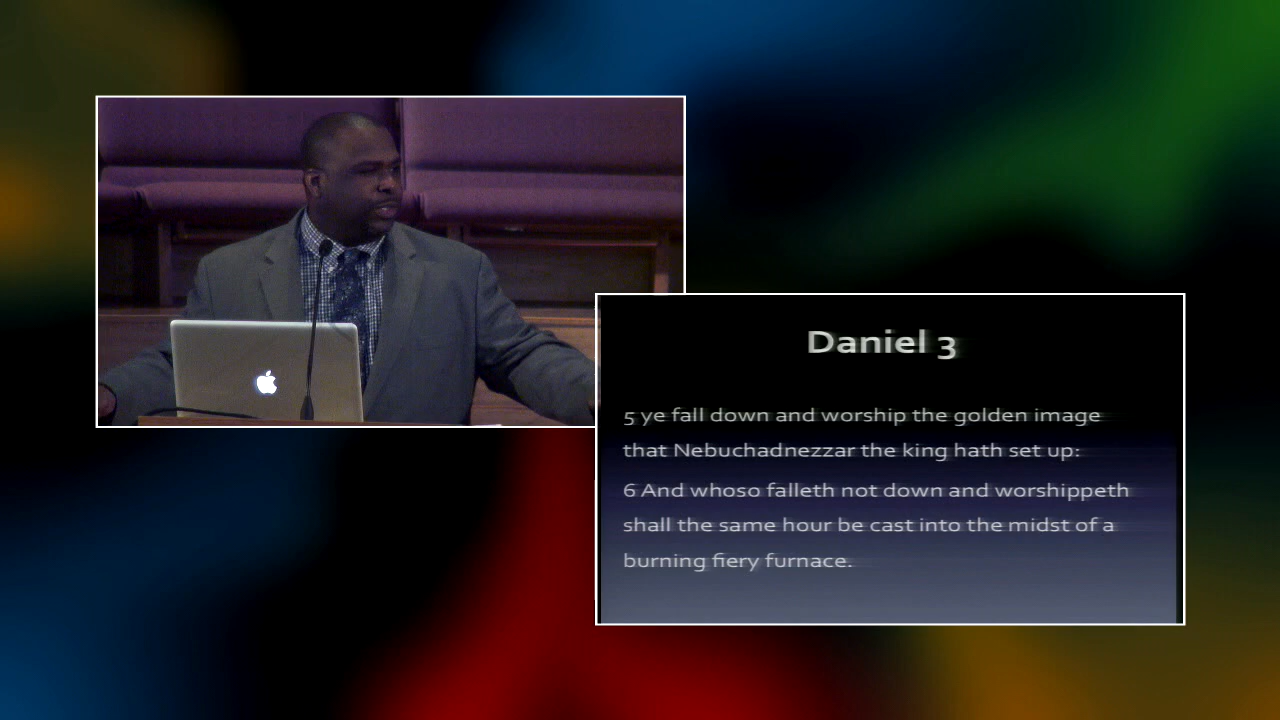 Daniel 3
5 ye fall down and worship the golden image
that Nebuchadnezzar the king hath set up:
6 And whoso falleth not down and worshippeth
shall the same hour be cast into the midst of a
burning fiery furnace.